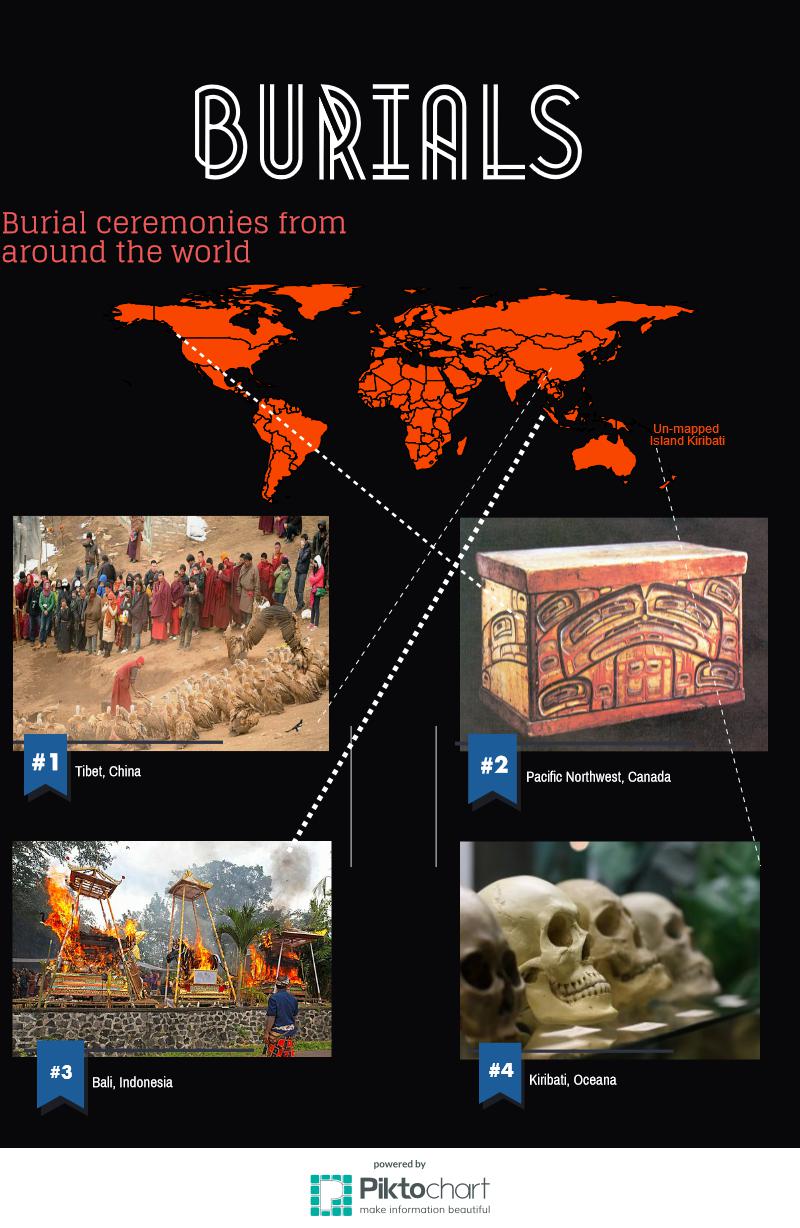 BURIALS
Burial ceremonies from
around the world
Un-mapped
Island Kiribati
#1
Tibet, China
#2
Pacific Northwest, Canada
#3
Bali, Indonesia
#4
Kiribati, Oceana
powered by
Piktochart
make information beautiful